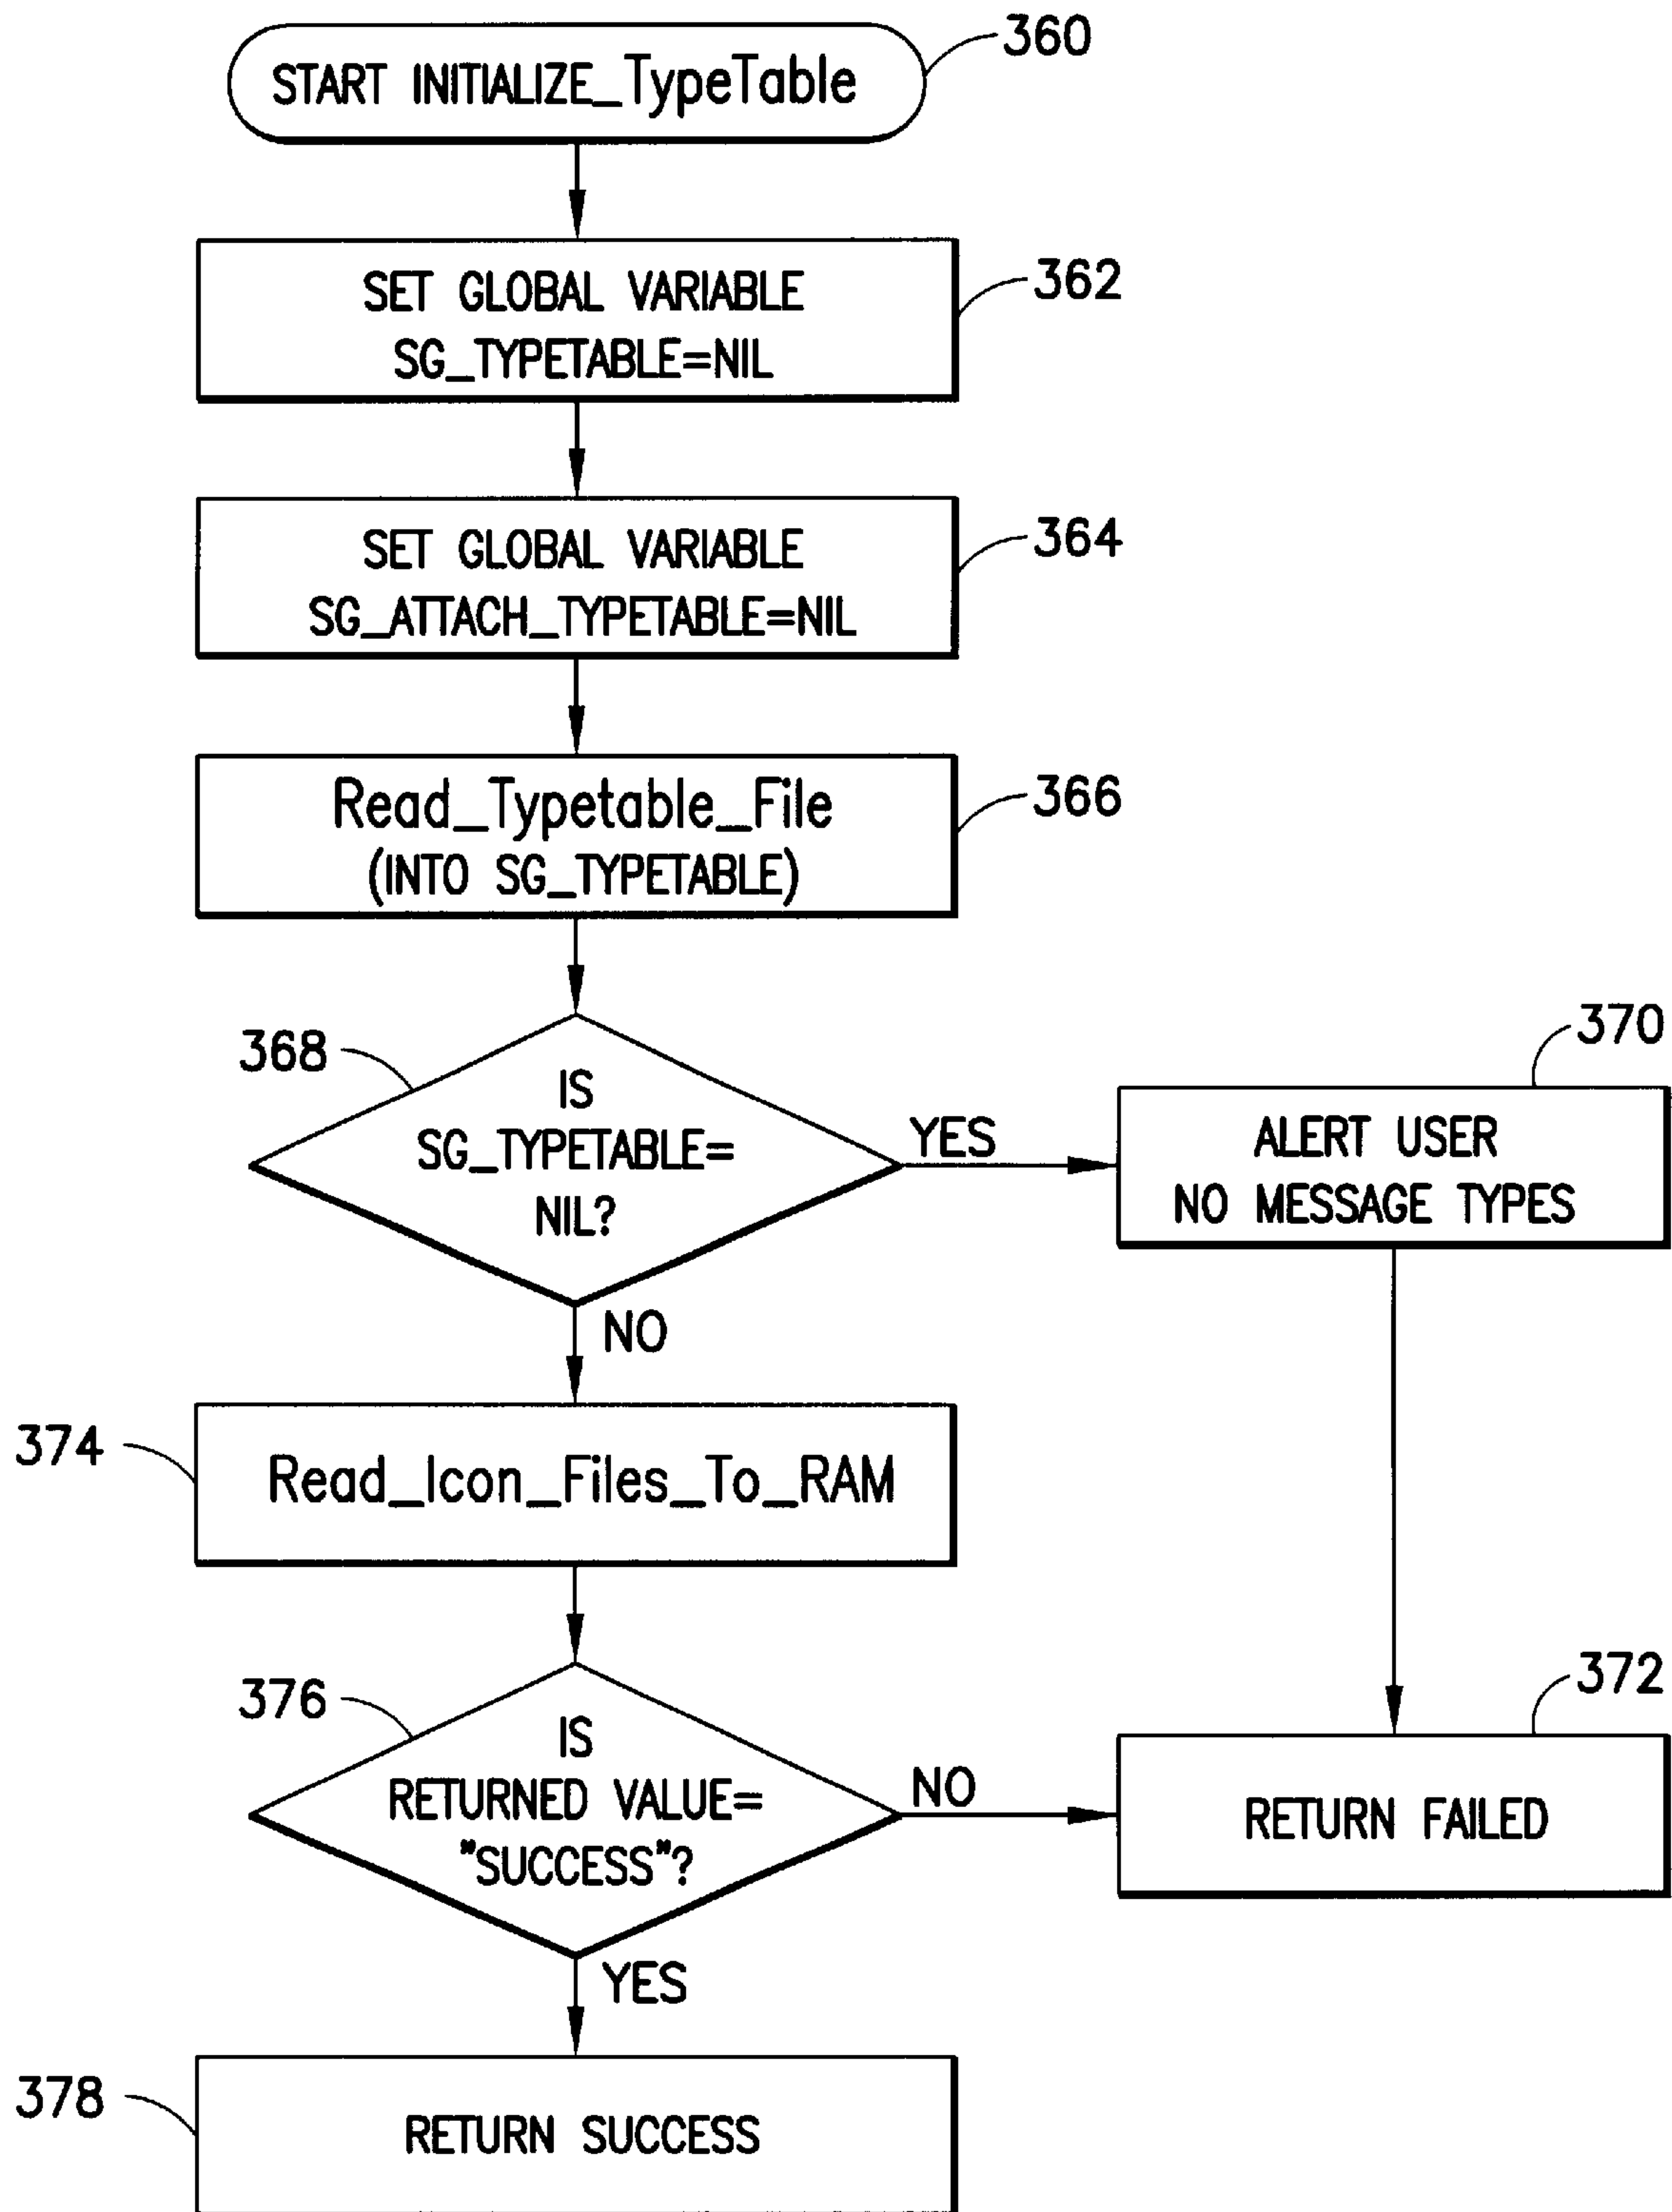 START INITIALIZE_TypeTable
360
SET GLOBAL VARIABLE
SG_TYPETABLE=NIL
362
SET GLOBAL VARIABLE
SG_ATTACH_TYPETABLE=NIL
364
Read_Typetable_File
(INTO SG_TYPETABLE)
366
368
IS
SG_TYPETABLE=
NIL?
YES
370
ALERT USER
NO MESSAGE TYPES
NO
374
Read_Icon_Files_To_RAM
376
IS
RETURNED VALUE=
"SUCCESS"?
NO
372
RETURN FAILED
YES
378
RETURN SUCCESS